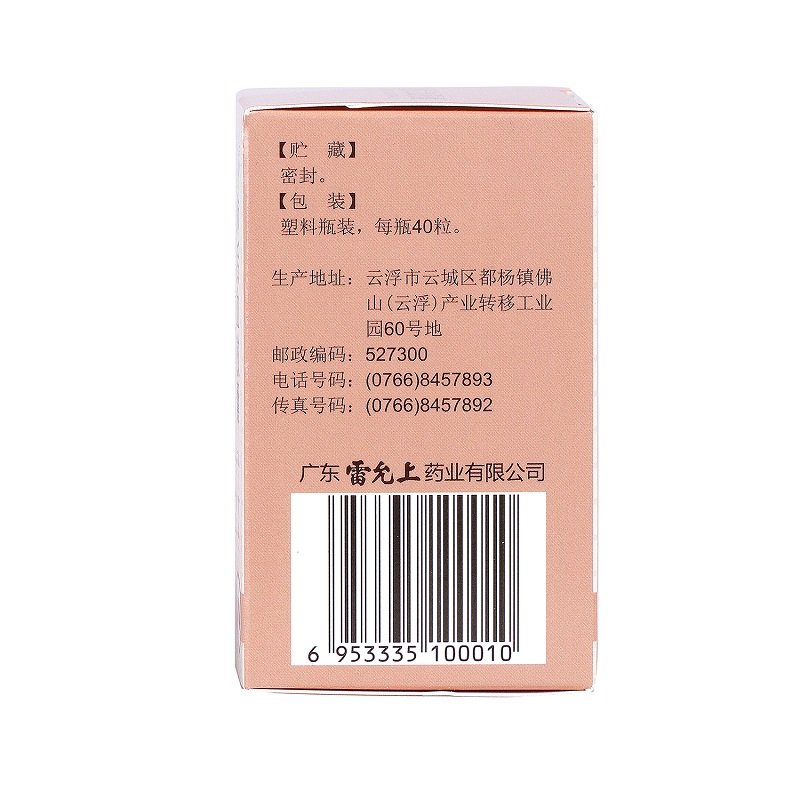 【贮　藏】
密封。
【包　装】
塑料瓶装，每瓶40粒。
生产地址：云浮市云城区都杨镇佛
山(云浮)产业转移工业
园60号地
邮政编码：527300
电话号码：(0766)8457893
传真号码：(0766)8457892
广东雷允上药业有限公司
6 953335 100010